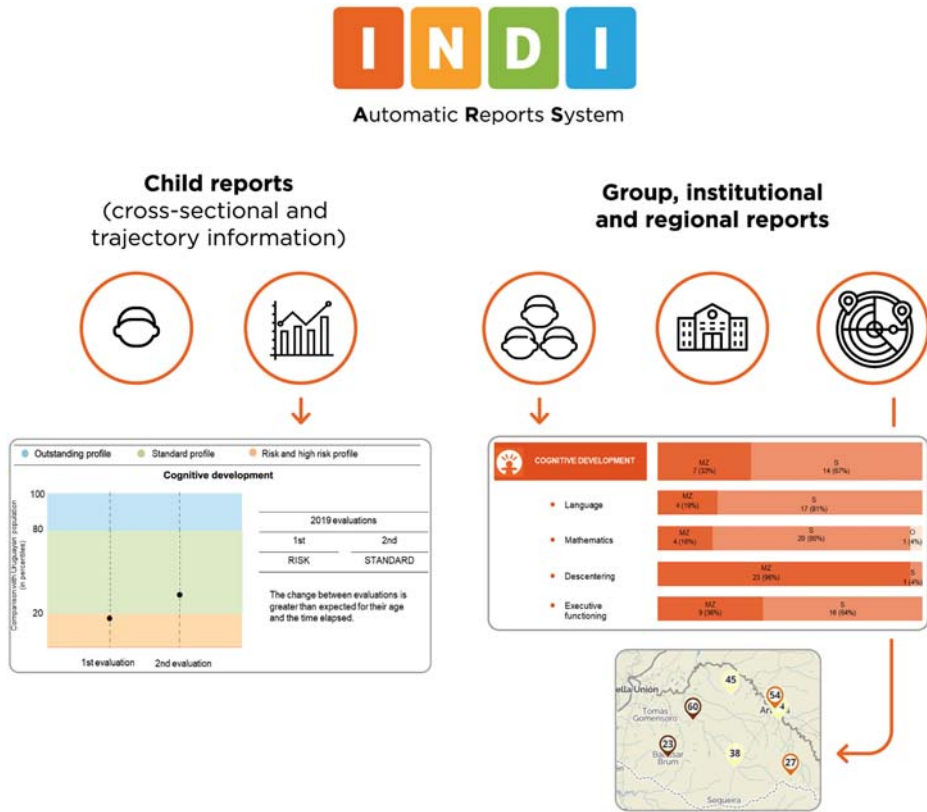 INDI
Automatic Reports System
Child reports
(cross-sectional and
trajectory information)
Group, institutional
and regional reports
Outstanding profile
Standard profile
Risk and high risk profile
Cognitive development
Comparison with Uruguayan population
(in percentiles)
100
80
20
1st evaluation
2nd evaluation
2019 evaluations
1st 2nd
RISK STANDARD
The change between evaluations is
greater than expected for their age
and the time elapsed.
COGNITIVE DEVELOPMENT
MZ
7 (33%)
S
14 (67%)
Language
MZ
4 (19%)
S
17 (81%)
Mathematics
MZ
4 (16%)
S
20 (80%)
O
1 (4%)
Descentering
MZ
23 (96%)
S
1 (4%)
Executive
functioning
MZ
9 (36%)
S
16 (64%)
ella Unión
45
54
4
Tomas
Gomensoro
60
23
Brum
38
27
Sequeira